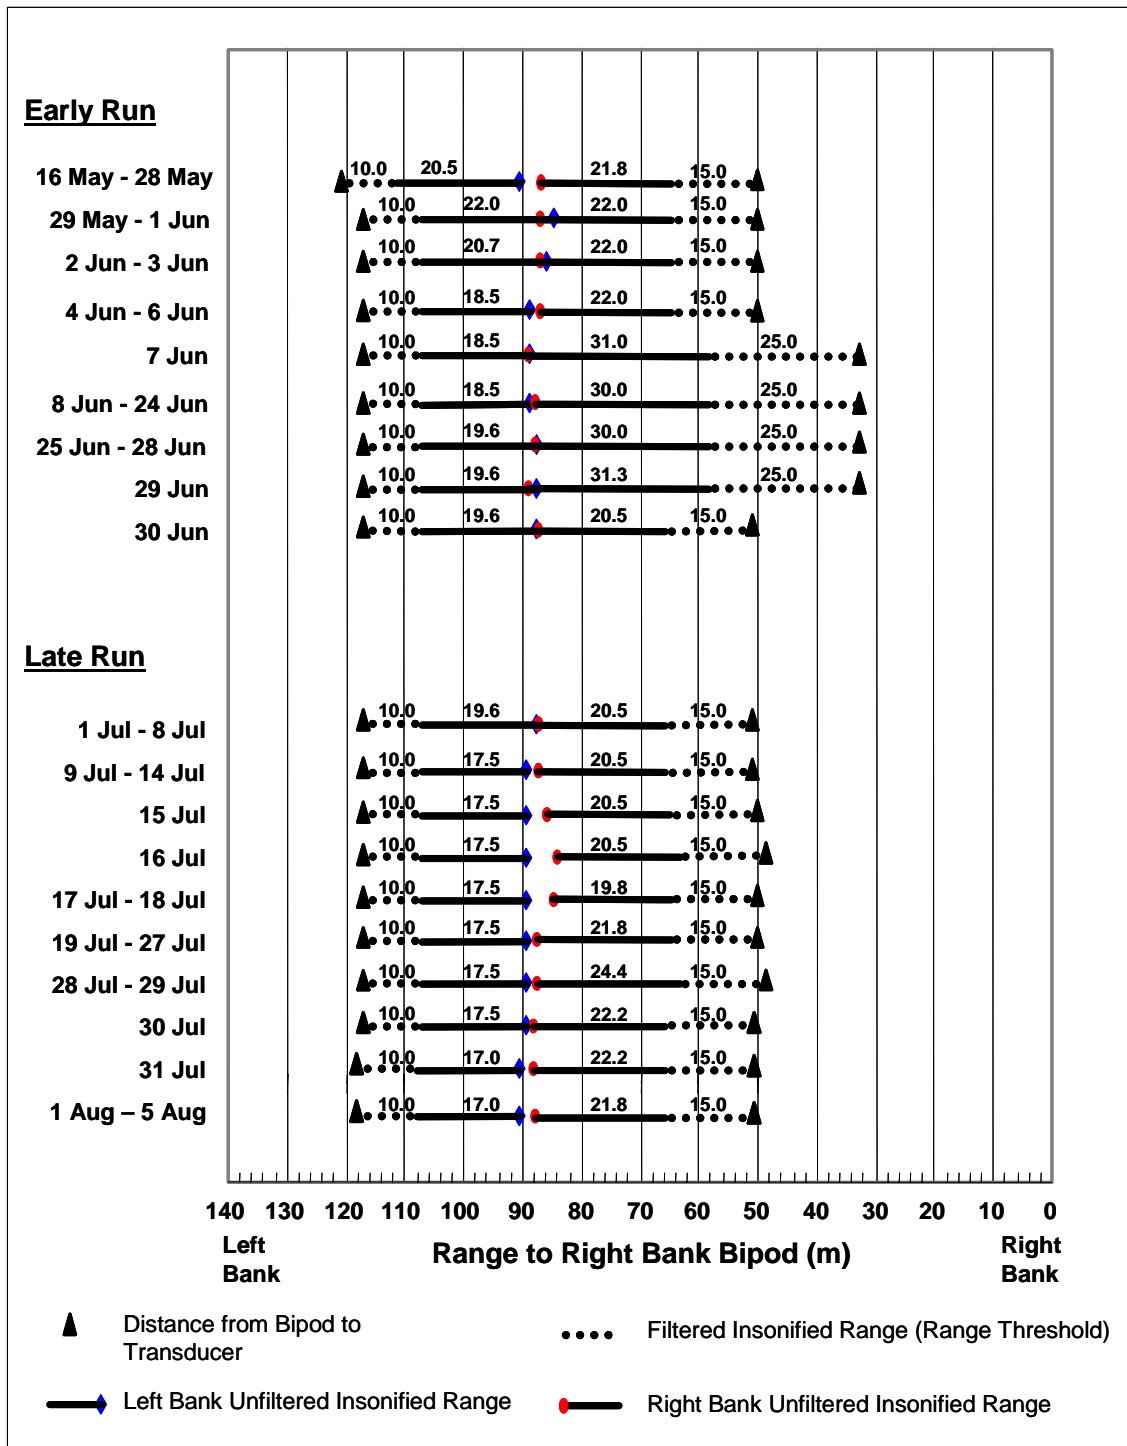 Early Run
16 May - 28 May 10.0 20.5 21.8 15.0
29 May - 1 Jun 10.0 22.0 22.0 15.0
2 Jun - 3 Jun 10.0 20.7 22.0 15.0
4 Jun - 6 Jun 10.0 18.5 22.0 15.0
7 Jun 10.0 18.5 31.0 25.0
8 Jun - 24 Jun 10.0 18.5 30.0 25.0
25 Jun - 28 Jun 10.0 19.6 30.0 25.0
29 Jun 10.0 19.6 31.3 25.0
30 Jun 10.0 19.6 20.5 15.0
Late Run
1 Jul - 8 Jul 10.0 19.6 20.5 15.0
9 Jul - 14 Jul 10.0 17.5 20.5 15.0
15 Jul 10.0 17.5 20.5 15.0
16 Jul 10.0 17.5 20.5 15.0
17 Jul - 18 Jul 10.0 17.5 19.8 15.0
19 Jul - 27 Jul 10.0 17.5 21.8 15.0
28 Jul - 29 Jul 10.0 17.5 24.4 15.0
30 Jul 10.0 17.5 22.2 15.0
31 Jul 10.0 17.0 22.2 15.0
1 Aug – 5 Aug 10.0 17.0 21.8 15.0
140 130 120 110 100 90 80 70 60 50 40 30 20 10 0
Left
Bank
Range to Right Bank Bipod (m)
Right
Bank
Distance from Bipod to
Transducer
Filtered Insonified Range (Range Threshold)
Left Bank Unfiltered Insonified Range
Right Bank Unfiltered Insonified Range